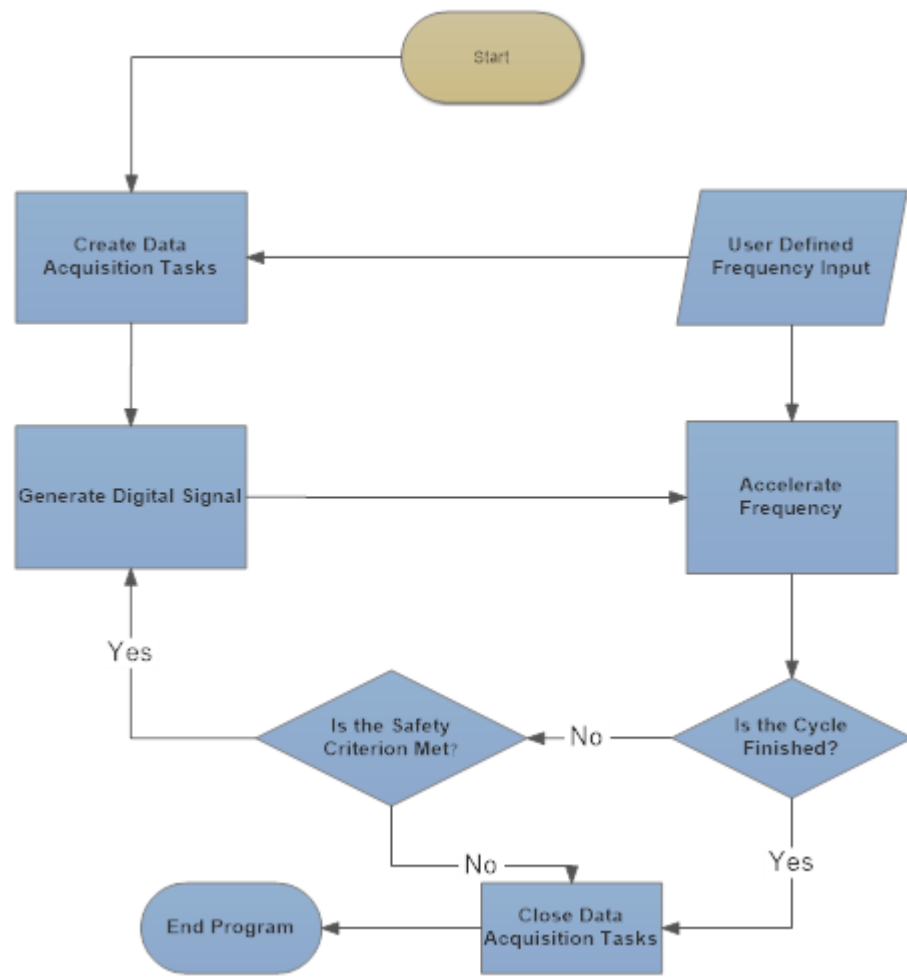 Start
Create Data
Acquisition Tasks
User Defined
Frequency Input
Generate Digital Signal
Accelerate
Frequency
Yes
Is the Safety
Criterion Met?
No
Is the Cycle
Finished?
No
Yes
End Program
Close Data
Acquisition Tasks